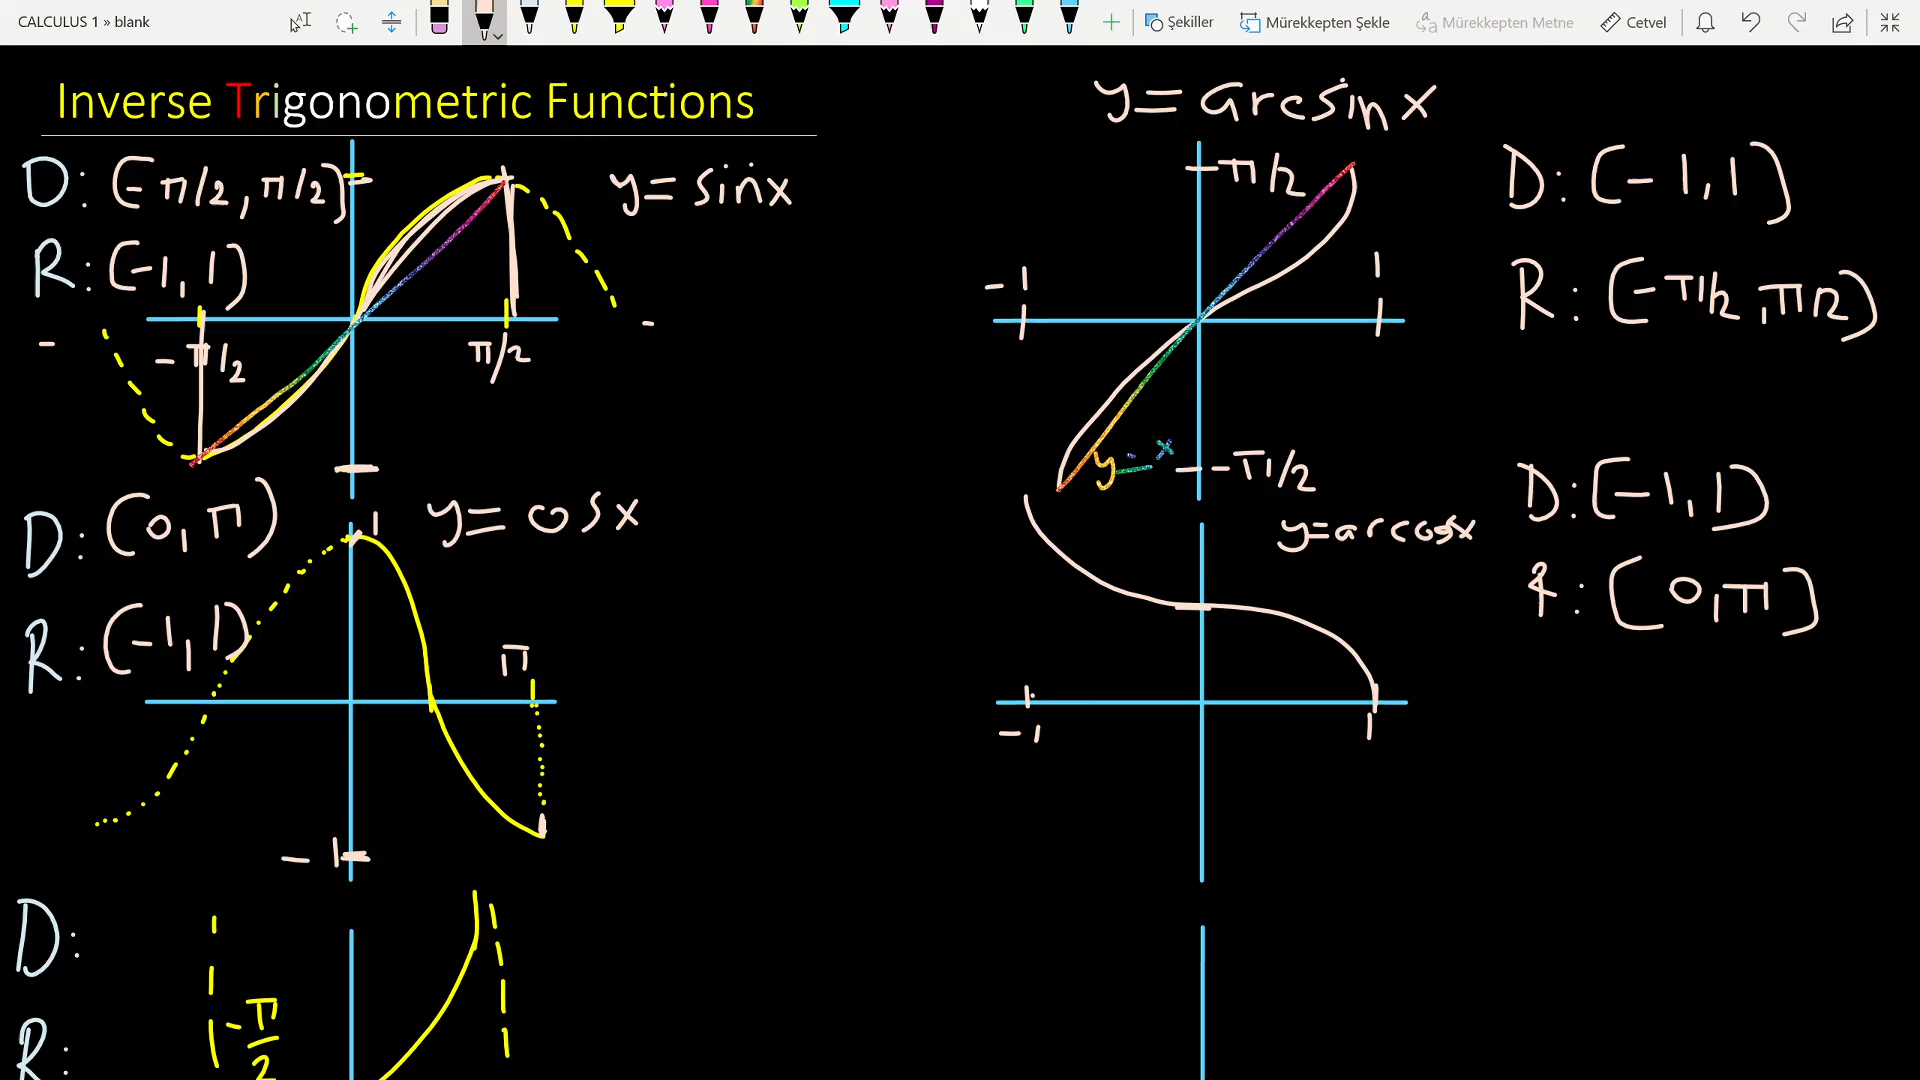 CALCULUS 1 » blank
Şekiller
Mürekkepten Şekle
Mürekkepten Metne
Cetvel
Inverse Trigonometric Functions
D: [-π/2, π/2]
R: [-1, 1]
y = sinx
-π/2
π/2
y = arcsinx
π/2
-1
1
-π/2
y = x
D: [-1, 1]
R: [-π/2, π/2]
D: [0, π]
R: [-1, 1]
y = cosx
1
π
-1
y = arccosx
-1
1
D: [-1, 1]
R: [0, π]
D:
R:
-π/2